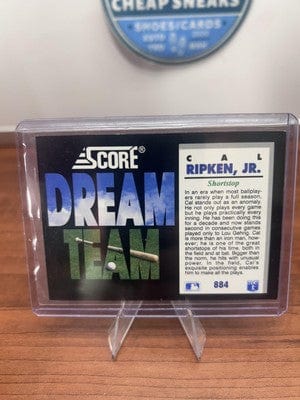 CHEAP SNEAKS
SHOES/CARDS
SCORE®
DREAM
TEAM
CAL
RIPKEN, JR.
Shortstop
In an era when most ballplay-
ers rarely play a full season,
Cal stands out as an anomaly.
He not only plays every game
but he plays practically every
inning. He has been doing this
for a decade and now stands
second in consecutive games
played only to Lou Gehrig. Cal
is more than an iron man, how-
ever; he is one of the great
shortstops of his time, both in
the field and at bat. Bigger than
the norm, he hits with unusual
power. In the field, Cal's
exquisite positioning enables
him to make all the plays.
884